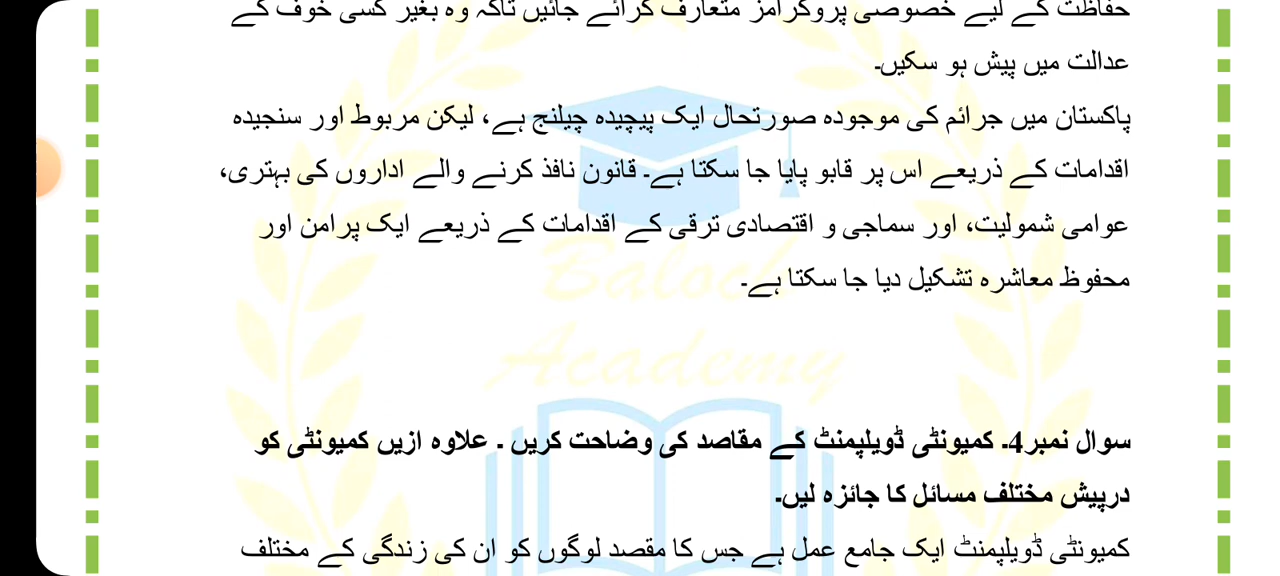 حفاظت کے لیے خصوصی پروگرامز متعارف کرائے جائیں تاکہ وہ بغیر کسی خوف کے
عدالت میں پیش ہو سکیں۔
پاکستان میں جرائم کی موجودہ صورتحال ایک پیچیدہ چیلنج ہے، لیکن مربوط اور سنجیدہ
اقدامات کے ذریعے اس پر قابو پایا جا سکتا ہے۔ قانون نافذ کرنے والے اداروں کی بہتری،
عوامی شمولیت، اور سماجی و اقتصادی ترقی کے اقدامات کے ذریعے ایک پرامن اور
محفوظ معاشرہ تشکیل دیا جا سکتا ہے۔
Baloch
Academy
سوال نمبر4۔ کمیونٹی ڈویلپمنٹ کے مقاصد کی وضاحت کریں ۔ علاوہ ازیں کمیونٹی کو
درپیش مختلف مسائل کا جائزہ لیں۔
کمیونٹی ڈویلپمنٹ ایک جامع عمل ہے جس کا مقصد لوگوں کو ان کی زندگی کے مختلف